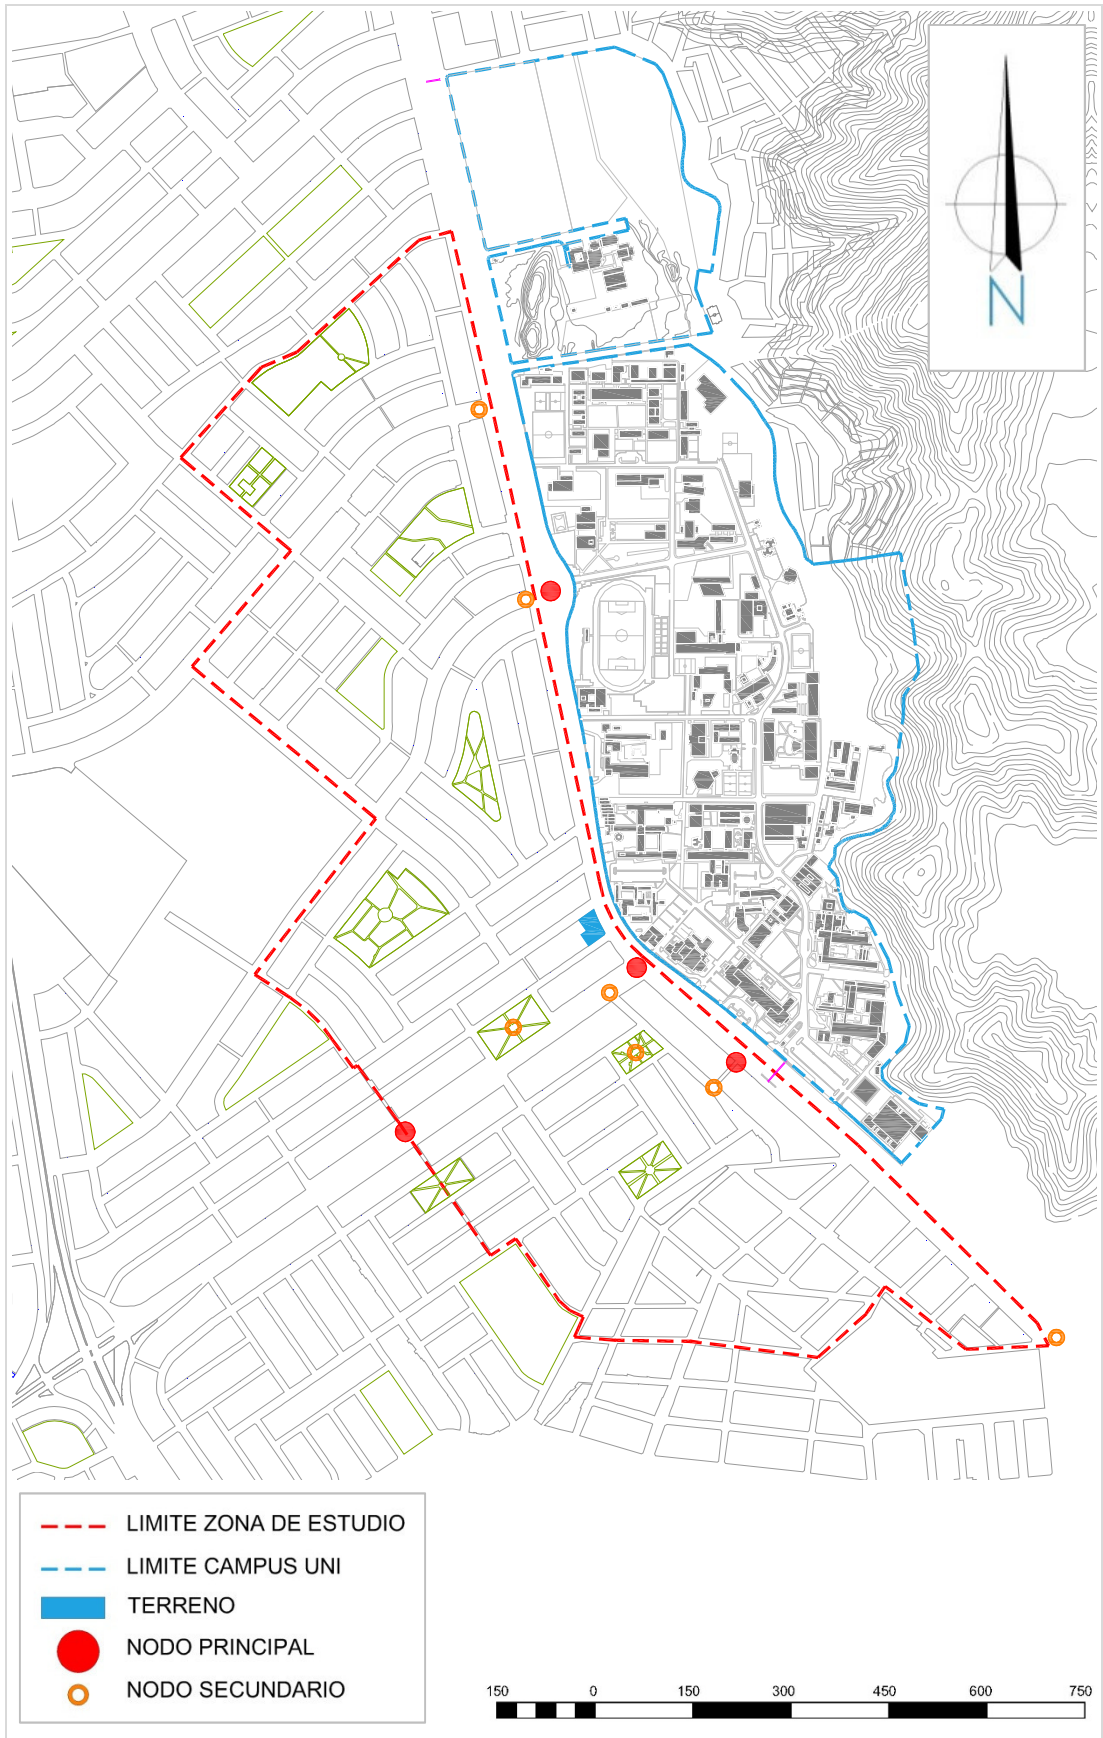 N
LIMITE ZONA DE ESTUDIO
LIMITE CAMPUS UNI
TERRENO
NODO PRINCIPAL
NODO SECUNDARIO
150 0 150 300 450 600 750